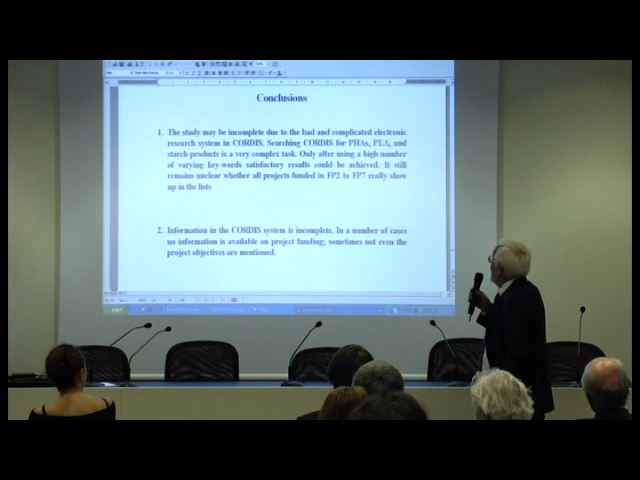 Conclusions
1. The study may be incomplete due to the bad and complicated electronic
research system in CORDIS. Searching CORDIS for PHAs, PLA, and
starch products is a very complex task. Only after using a high number
of varying key-words satisfactory results could be achieved. It still
remains unclear whether all projects funded in FP2 to FP7 really show
up in the lists
2. Information in the CORDIS system is incomplete. In a number of cases
no information is available on project funding; sometimes not even the
project objectives are mentioned.
start